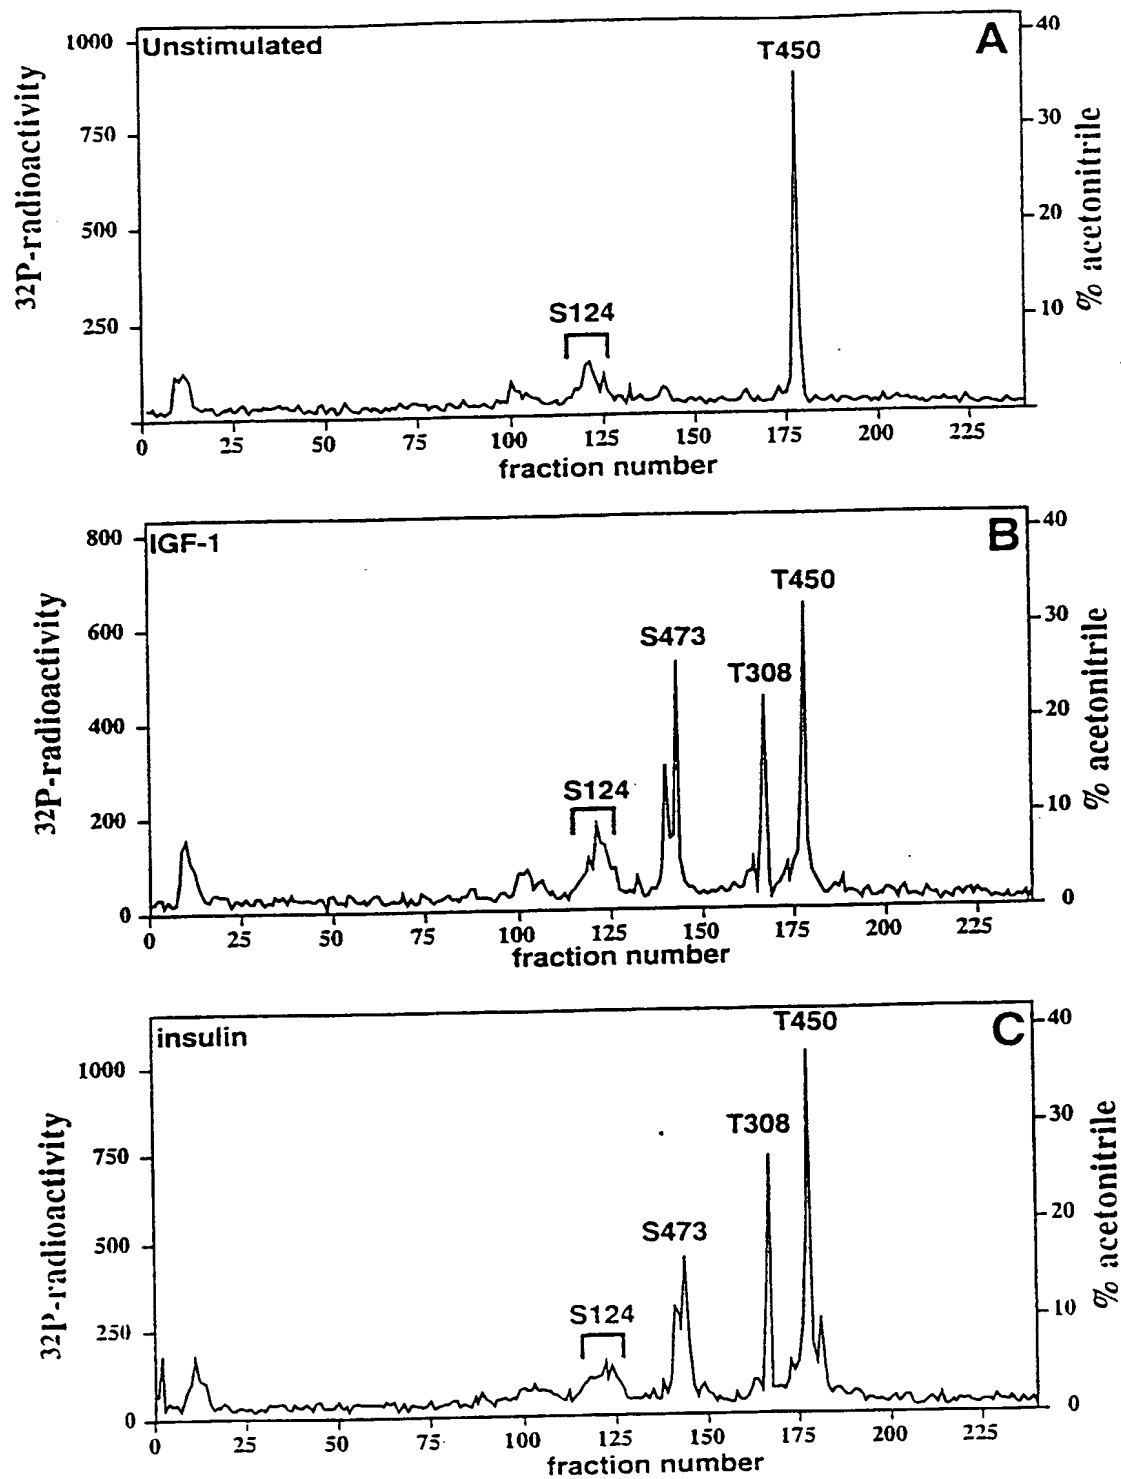 Unstimulated
A
T450
S124
1000
750
500
250
32P-radioactivity
40
30
20
10
% acetonitrile
0 25 50 75 100 125 150 175 200 225
fraction number
IGF-1
B
T450
S473
T308
S124
800
600
400
200
0
32P-radioactivity
40
30
20
10
0
% acetonitrile
0 25 50 75 100 125 150 175 200 225
fraction number
insulin
C
T450
T308
S473
S124
1000
750
500
250
0
32P-radioactivity
40
30
20
10
0
% acetonitrile
0 25 50 75 100 125 150 175 200 225
fraction number